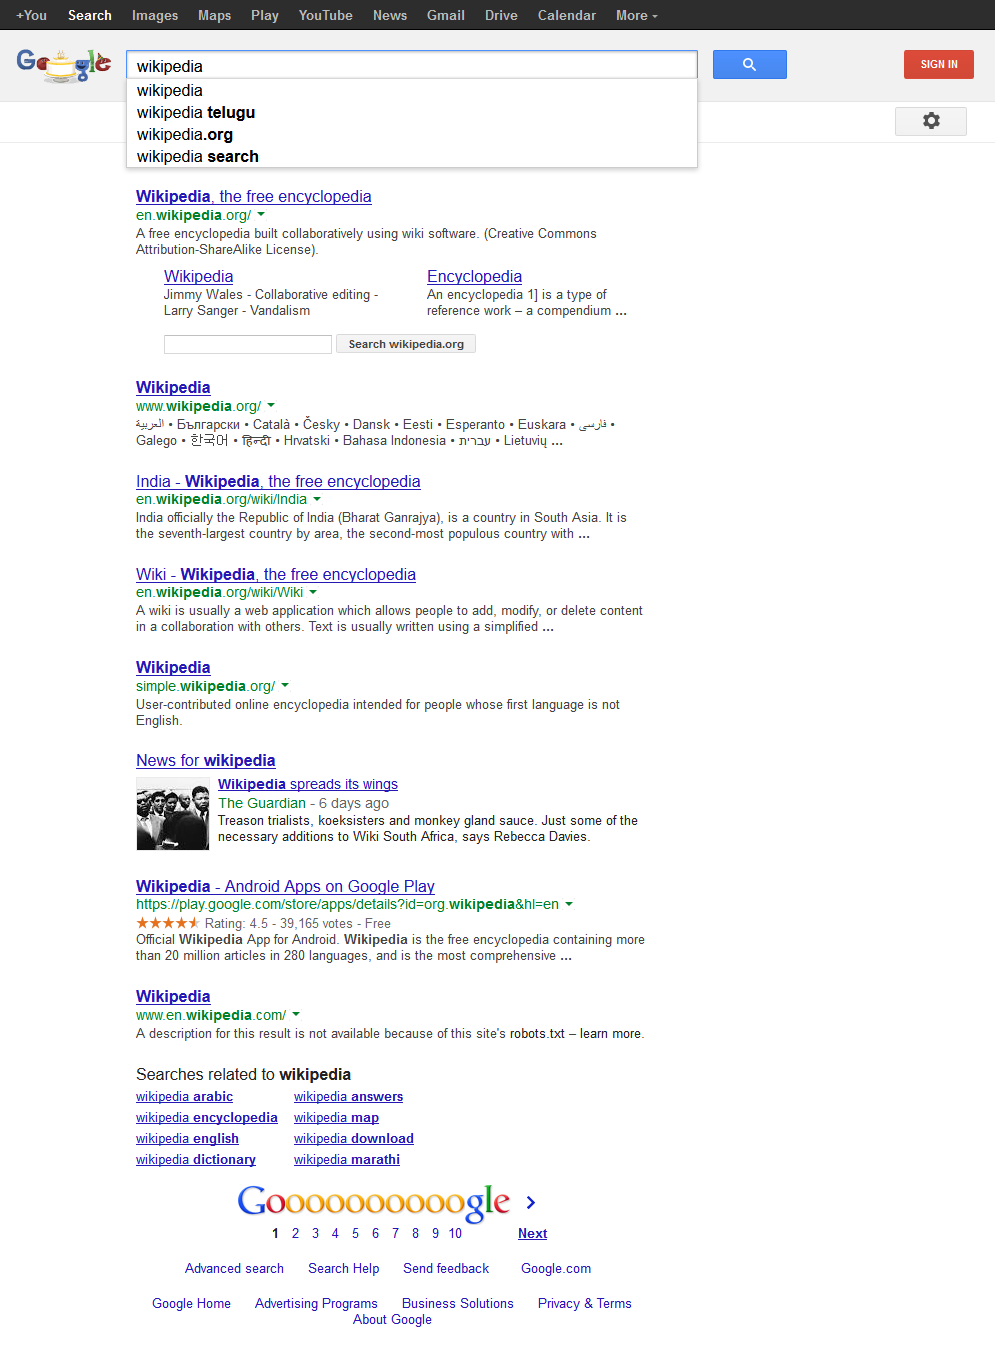 +You Search Images Maps Play YouTube News Gmail Drive Calendar More
Google
wikipedia
SIGN IN
wikipedia
wikipedia telugu
wikipedia.org
wikipedia search
Wikipedia, the free encyclopedia
en.wikipedia.org/
A free encyclopedia built collaboratively using wiki software. (Creative Commons
Attribution-ShareAlike License).
Wikipedia
Jimmy Wales - Collaborative editing -
Larry Sanger - Vandalism
Encyclopedia
An encyclopedia 1] is a type of
reference work – a compendium ...
Search wikipedia.org
Wikipedia
www.wikipedia.org/
العربية • Български • Català • Česky • Dansk • Eesti • Esperanto • Euskara • فارسی •
Galego • 한국어 • हिन्दी • Hrvatski • Bahasa Indonesia • עברית • Lietuvių ...
India - Wikipedia, the free encyclopedia
en.wikipedia.org/wiki/India
India officially the Republic of India (Bharat Ganrajya), is a country in South Asia. It is
the seventh-largest country by area, the second-most populous country with ...
Wiki - Wikipedia, the free encyclopedia
en.wikipedia.org/wiki/Wiki
A wiki is usually a web application which allows people to add, modify, or delete content
in a collaboration with others. Text is usually written using a simplified ...
Wikipedia
simple.wikipedia.org/
User-contributed online encyclopedia intended for people whose first language is not
English.
News for wikipedia
Wikipedia spreads its wings
The Guardian - 6 days ago
Treason trialists, koeksisters and monkey gland sauce. Just some of the
necessary additions to Wiki South Africa, says Rebecca Davies.
Wikipedia - Android Apps on Google Play
https://play.google.com/store/apps/details?id=org.wikipedia&hl=en
Rating: 4.5 - 39,165 votes - Free
Official Wikipedia App for Android. Wikipedia is the free encyclopedia containing more
than 20 million articles in 280 languages, and is the most comprehensive ...
Wikipedia
www.en.wikipedia.com/
A description for this result is not available because of this site's robots.txt – learn more.
Searches related to wikipedia
wikipedia arabic wikipedia answers
wikipedia encyclopedia wikipedia map
wikipedia english wikipedia download
wikipedia dictionary wikipedia marathi
Goooooooooogle
1 2 3 4 5 6 7 8 9 10 Next
Advanced search Search Help Send feedback Google.com
Google Home Advertising Programs Business Solutions Privacy & Terms
About Google